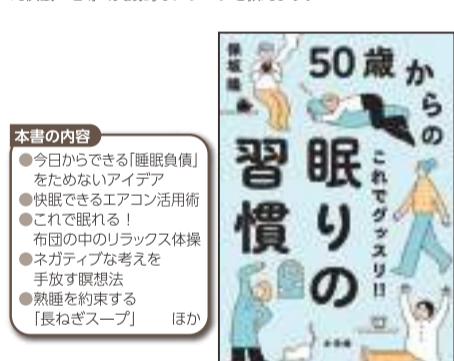 本書の内容
●今日からできる「睡眠負債」
をためないアイデア
●快眠できるエアコン活用術
●これで眠れる！
布団の中のリラックス体操
●ネガティブな考えを
手放す瞑想法
●熟睡を約束する
「長ねぎスープ」　ほか
保坂 隆
50歳からの
眠りの
習慣
これでグッスリ!!